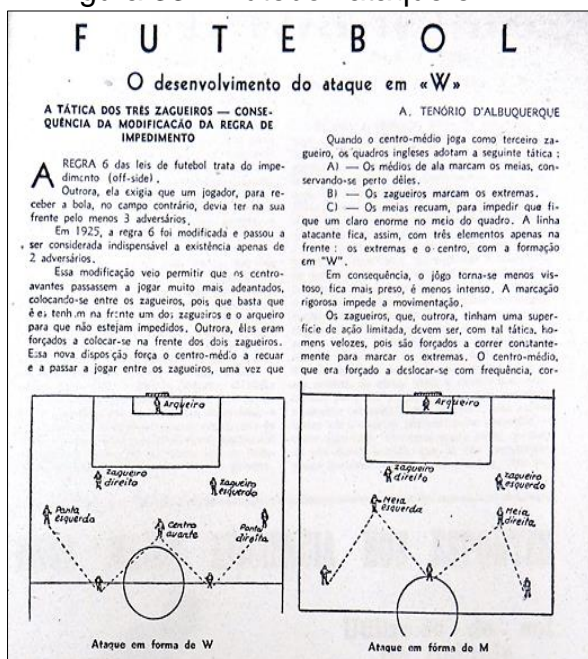 F U T E B O L
O desenvolvimento do ataque em «W»
A TÁTICA DOS TRÊS ZAGUEIROS — CONSE-
QUÊNCIA DA MODIFICAÇÃO DA REGRA DE
IMPEDIMENTO
A REGRA 6 das leis de futebol trata do impe-
dimento (off-side).
Outrora, ela exigia que um jogador, para re-
ceber a bola, no campo contrário, devia ter na sua
frente pelo menos 3 adversários.
Em 1925, a regra 6 foi modificada e passou a
ser considerada indispensável a existência apenas de
2 adversários.
Essa modificação veio permitir que os centro-
avantes passassem a jogar muito mais adeantados,
colocando-se entre os zagueiros, pois que basta que
êles tenham na frente um dos zagueiros e o arqueiro
para que não estejam impedidos. Outrora, êles eram
forçados a colocar-se na frente dos dois zagueiros.
Essa nova disposição força o centro-médio a recuar
e a passar a jogar entre os zagueiros, uma vez que
A. TENÓRIO D'ALBUQUERQUE
Quando o centro-médio joga como terceiro za-
gueiro, os quadros ingleses adotam a seguinte tática :
A) — Os médios de ala marcam os meias, con-
servando-se perto dêles.
B) — Os zagueiros marcam os extremas.
C) — Os meias recuam, para impedir que fi-
que um claro enorme no meio do quadro. A linha
atacante fica, assim, com três elementos apenas na
frente : os extremas e o centro, com a formação
em "W".
Em consequência, o jôgo torna-se menos vis-
toso, fica mais preso, é menos intenso. A marcação
rigorosa impede a movimentação.
Os zagueiros, que, outrora, tinham uma super-
fície de ação limitada, devem ser, com tal tática, ho-
mens velozes, pois são forçados a correr constante-
mente para marcar os extremas. O centro-médio,
que era forçado a deslocar-se com frequência, cor-
Arqueiro
zagueiro
direito
zagueiro
esquerdo
Ponta
esquerda
Centro
avante
Ponta
direita
Ataque em forma de W
Arqueiro
zagueiro
direito
zagueiro
esquerdo
Meia
esquerda
Meia
direita
Ataque em fórma do M